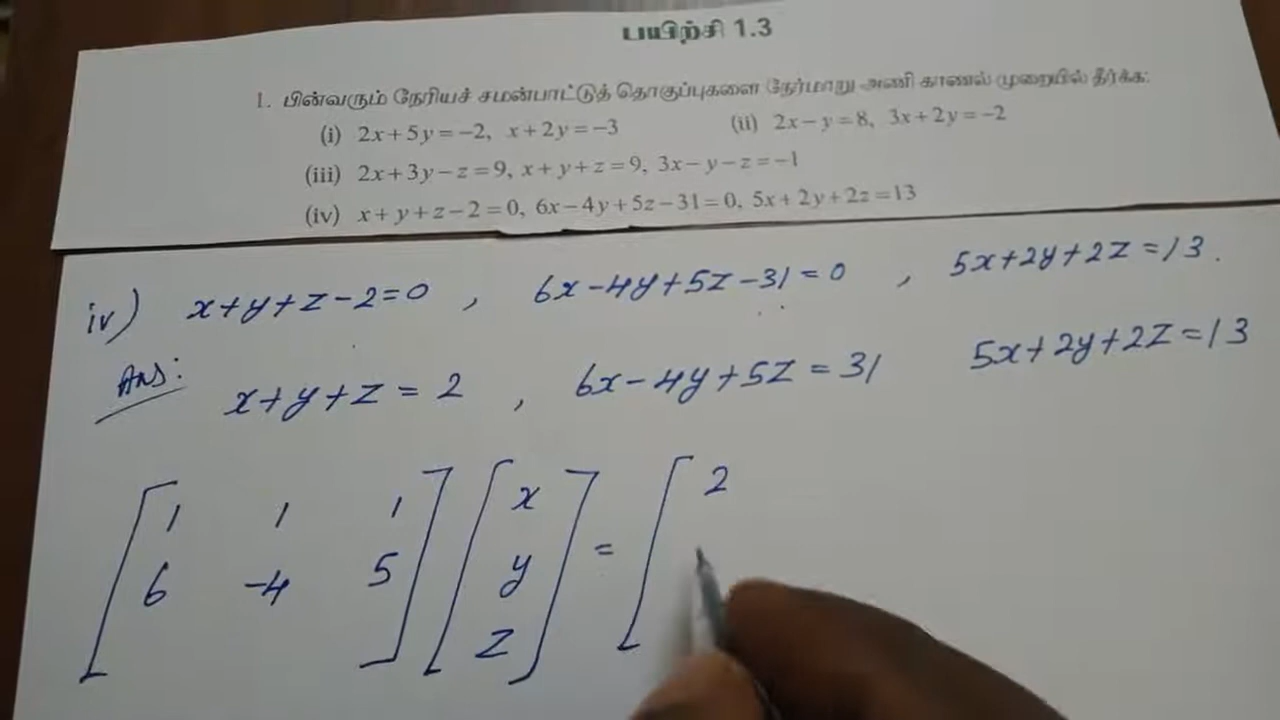 பயிற்சி 1.3
1. பின்வரும் நேரியச் சமன்பாட்டுத் தொகுப்புகளை நேர்மாறு அணி காணல் முறையில் தீர்க்க:
(i) 2x+5y=−2, x+2y=−3 (ii) 2x−y=8, 3x+2y=−2
(iii) 2x+3y−z=9, x+y+z=9, 3x−y−z=−1
(iv) x+y+z−2=0, 6x−4y+5z−31=0, 5x+2y+2z=13
iv) x+y+z-2=0 , 6x-4y+5z-31=0 , 5x+2y+2z=13.
Ans: x+y+z=2 , 6x-4y+5z=31 5x+2y+2z=13
[1 1 1] [x] = [2
6 -4 5 y
z